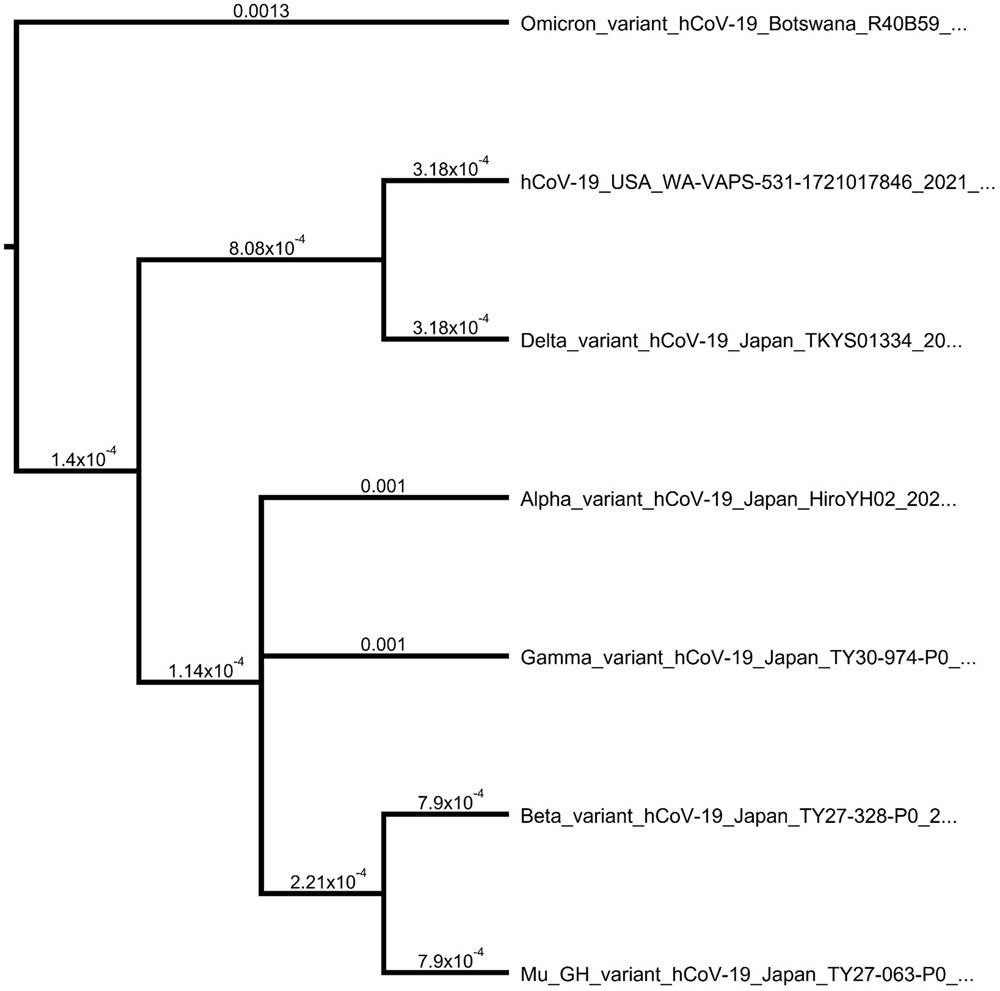 0.0013
Omicron_variant_hCoV-19_Botswana_R40B59_...
3.18x10⁻⁴
hCoV-19_USA_WA-VAPS-531-1721017846_2021_...
8.08x10⁻⁴
3.18x10⁻⁴
Delta_variant_hCoV-19_Japan_TKYS01334_20...
1.4x10⁻⁴
0.001
Alpha_variant_hCoV-19_Japan_HiroYH02_202...
0.001
Gamma_variant_hCoV-19_Japan_TY30-974-P0_...
1.14x10⁻⁴
7.9x10⁻⁴
Beta_variant_hCoV-19_Japan_TY27-328-P0_2...
2.21x10⁻⁴
7.9x10⁻⁴
Mu_GH_variant_hCoV-19_Japan_TY27-063-P0_...